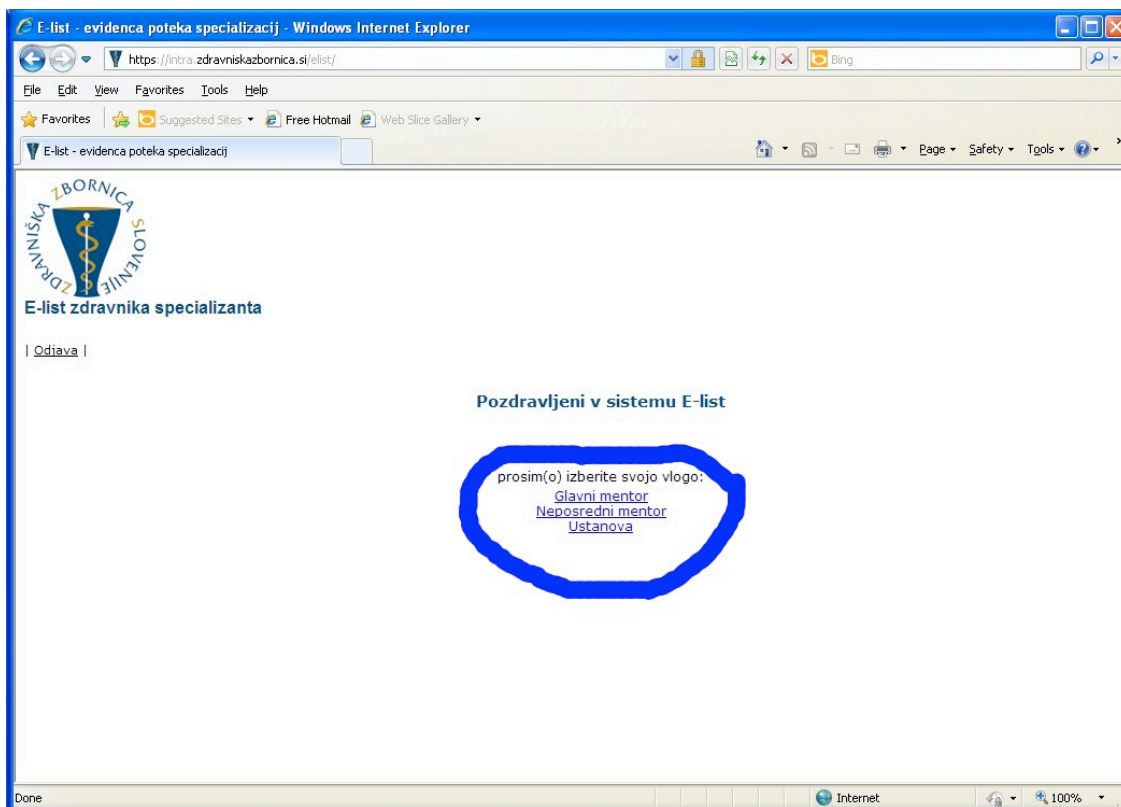 E-list - evidenca poteka specializacij - Windows Internet Explorer
https://intra.zdravniskazbornica.si/elist/
Bing
File Edit View Favorites Tools Help
Favorites Suggested Sites Free Hotmail Web Slice Gallery
E-list - evidenca poteka specializacij
Page Safety Tools
ZDRAVNIŠKA ZBORNICA SLOVENIJE
E-list zdravnika specializanta
| Odjava |
Pozdravljeni v sistemu E-list
prosim(o) izberite svojo vlogo:
Glavni mentor
Neposredni mentor
Ustanova
Done Internet 100%